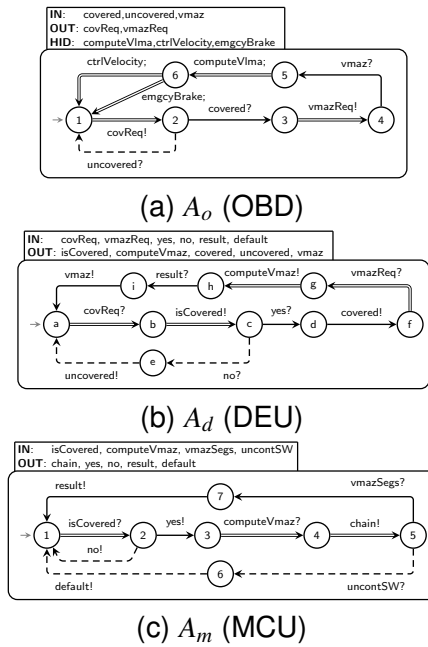 IN: covered,uncovered,vmaz
OUT: covReq,vmazReq
HID: computeVlma,ctrlVelocity,emgcyBrake
ctrlVelocity; 6 computeVlma; 5 vmaz?
emgcyBrake;
1 covReq! 2 covered? 3 vmazReq! 4
uncovered?
(a) A_o (OBD)
IN: covReq, vmazReq, yes, no, result, default
OUT: isCovered, computeVmaz, covered, uncovered, vmaz
vmaz! i result? h computeVmaz! g vmazReq?
a covReq? b isCovered! c yes? d covered! f
uncovered! e no?
(b) A_d (DEU)
IN: isCovered, computeVmaz, vmazSegs, uncontSW
OUT: chain, yes, no, result, default
result! 7 vmazSegs?
1 isCovered? 2 yes! 3 computeVmaz? 4 chain! 5
no!
default! 6 uncontSW?
(c) A_m (MCU)